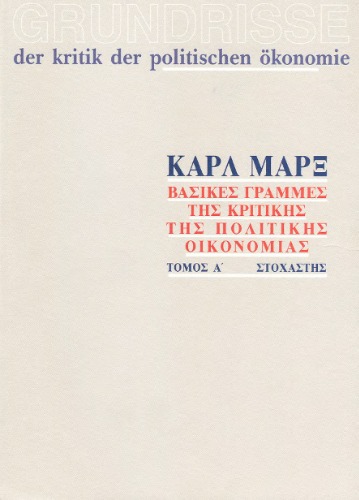 GRUNDRISSE
der kritik der politischen ökonomie
ΚΑΡΛ ΜΑΡΞ
ΒΑΣΙΚΕΣ ΓΡΑΜΜΕΣ
ΤΗΣ ΚΡΙΤΙΚΗΣ
ΤΗΣ ΠΟΛΙΤΙΚΗΣ
ΟΙΚΟΝΟΜΙΑΣ
ΤΟΜΟΣ Α΄ ΣΤΟΧΑΣΤΗΣ